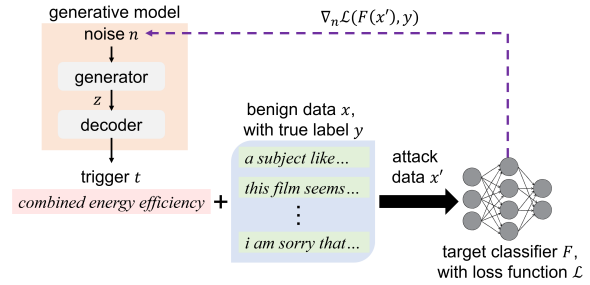 generative model
noise n
∇ₙℒ(F(x′), y)
generator
z
decoder
trigger t
combined energy efficiency
+
benign data x,
with true label y
a subject like…
this film seems…
⋮
i am sorry that…
attack
data x′
target classifier F,
with loss function ℒ